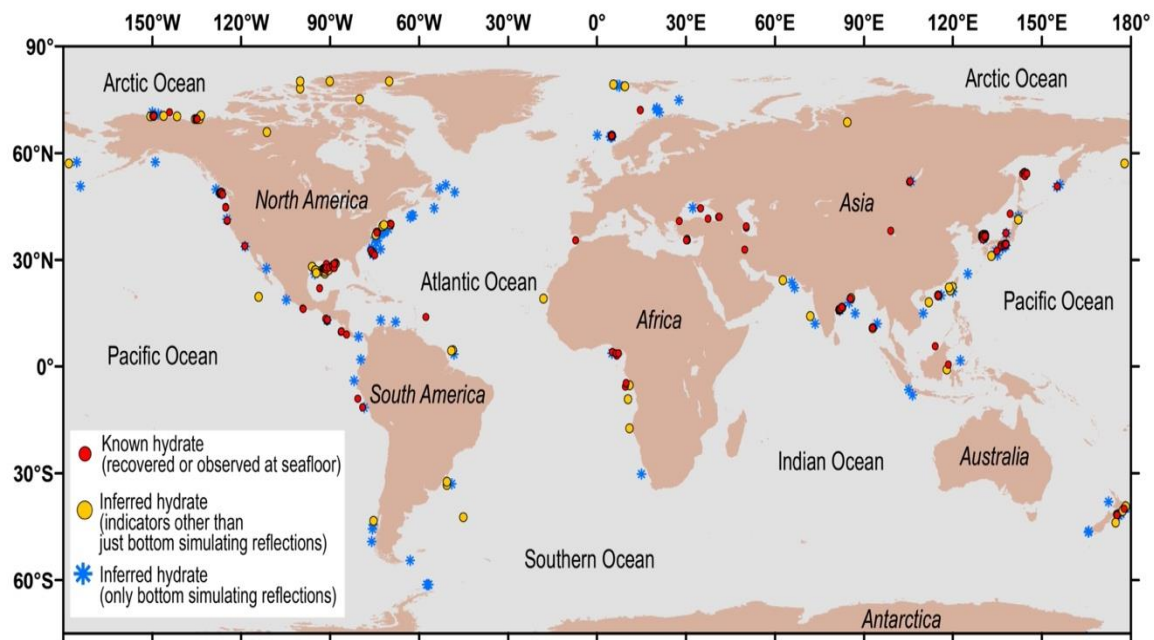 150°W 120°W 90°W 60°W 30°W 0° 30°E 60°E 90°E 120°E 150°E 180°
90°
Arctic Ocean
Arctic Ocean
60°N
North America
Asia
30°N
Atlantic Ocean
Pacific Ocean
Africa
Pacific Ocean
0°
South America
Known hydrate
(recovered or observed at seafloor)
Indian Ocean
Australia
30°S
Inferred hydrate
(indicators other than
just bottom simulating reflections)
Southern Ocean
Inferred hydrate
(only bottom simulating reflections)
60°S
Antarctica